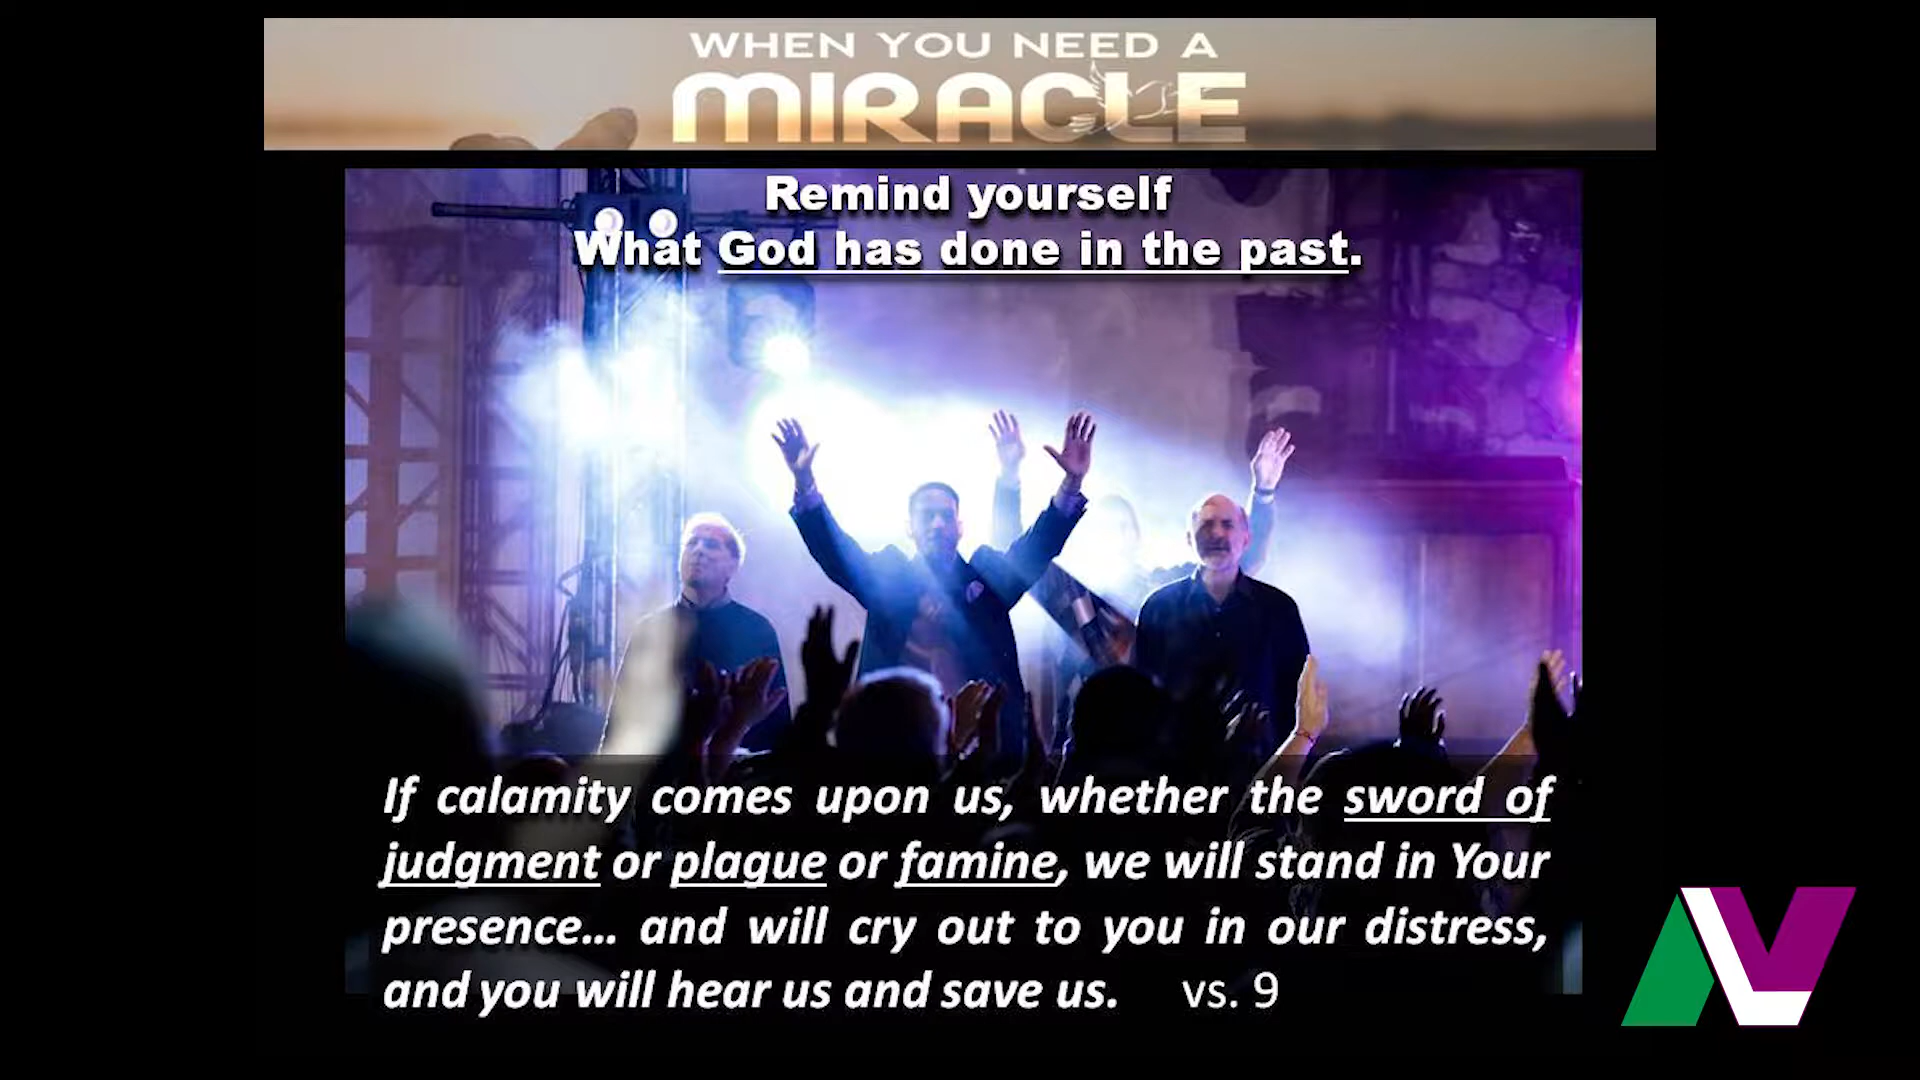 WHEN YOU NEED A
MIRACLE
Remind yourself
What God has done in the past.
If calamity comes upon us, whether the sword of
judgment or plague or famine, we will stand in Your
presence... and will cry out to you in our distress,
and you will hear us and save us. vs. 9